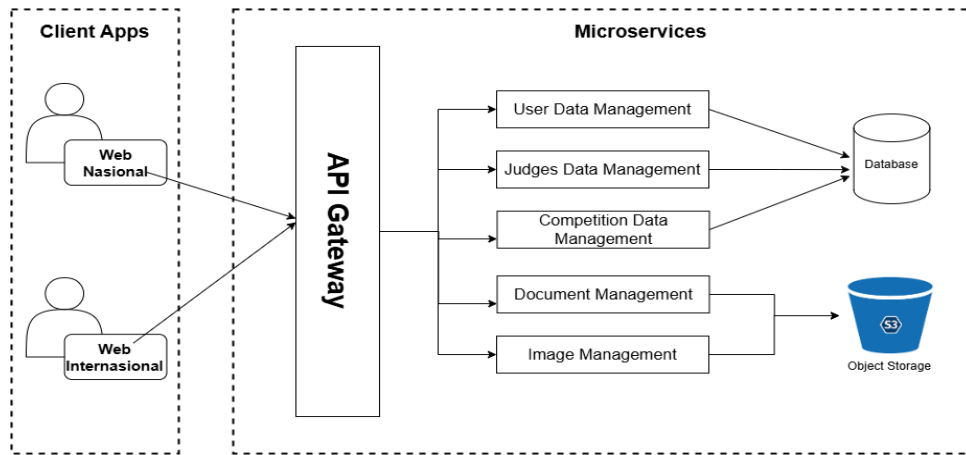 Client Apps
Microservices
Web
Nasional
Web
Internasional
API Gateway
User Data Management
Judges Data Management
Competition Data
Management
Document Management
Image Management
Database
S3
Object Storage